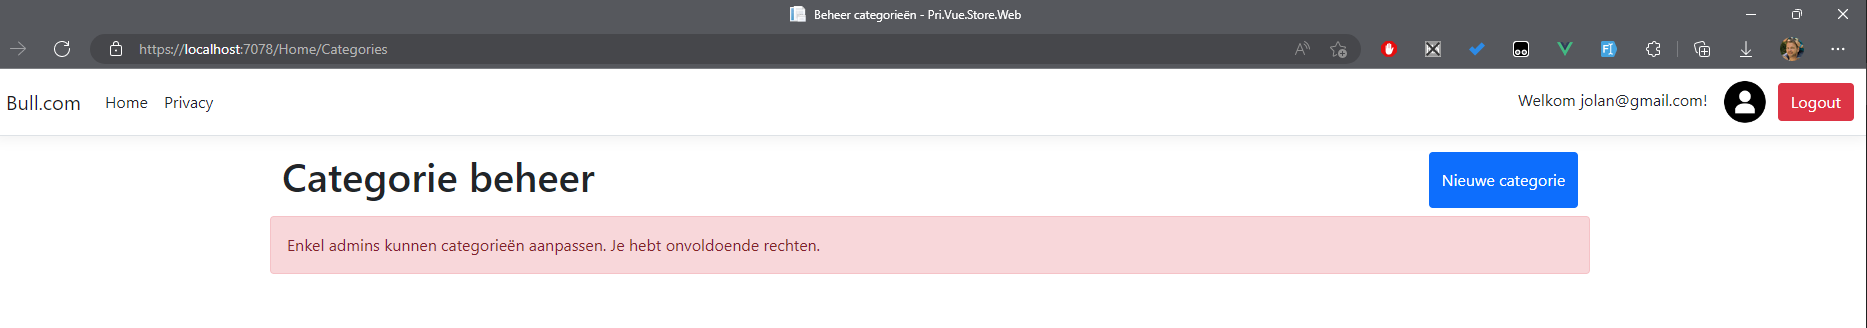 Beheer categorieën - Pri.Vue.Store.Web
https://localhost:7078/Home/Categories
Bull.com Home Privacy Welkom jolan@gmail.com! Logout
Categorie beheer Nieuwe categorie
Enkel admins kunnen categorieën aanpassen. Je hebt onvoldoende rechten.